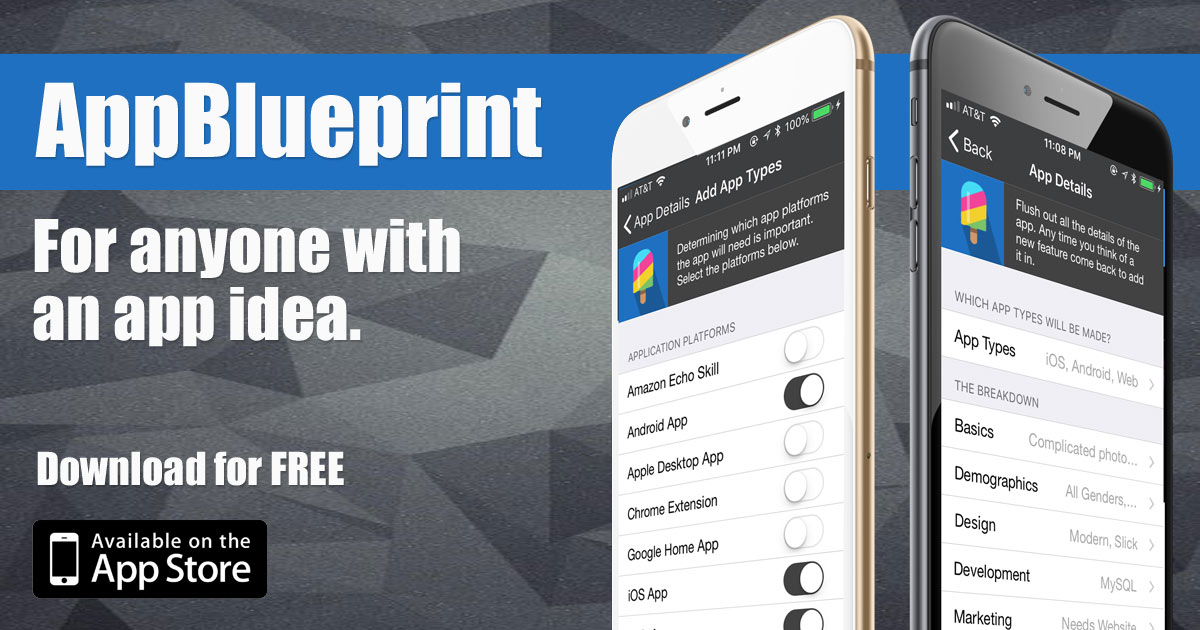 AppBlueprint
For anyone with
an app idea.
Download for FREE
Available on the
App Store
AT&T
11:11 PM
100%
App Details
Add App Types
Determining which app platforms
the app will need is important.
Select the platforms below.
APPLICATION PLATFORMS
Amazon Echo Skill
Android App
Apple Desktop App
Chrome Extension
Google Home App
iOS App
AT&T
11:08 PM
Back
App Details
Flush out all the details of the
app. Any time you think of a
new feature come back to add
it in.
WHICH APP TYPES WILL BE MADE?
App Types iOS, Android, Web
THE BREAKDOWN
Basics Complicated photo...
Demographics All Genders,...
Design Modern, Slick
Development MySQL
Marketing Needs Website